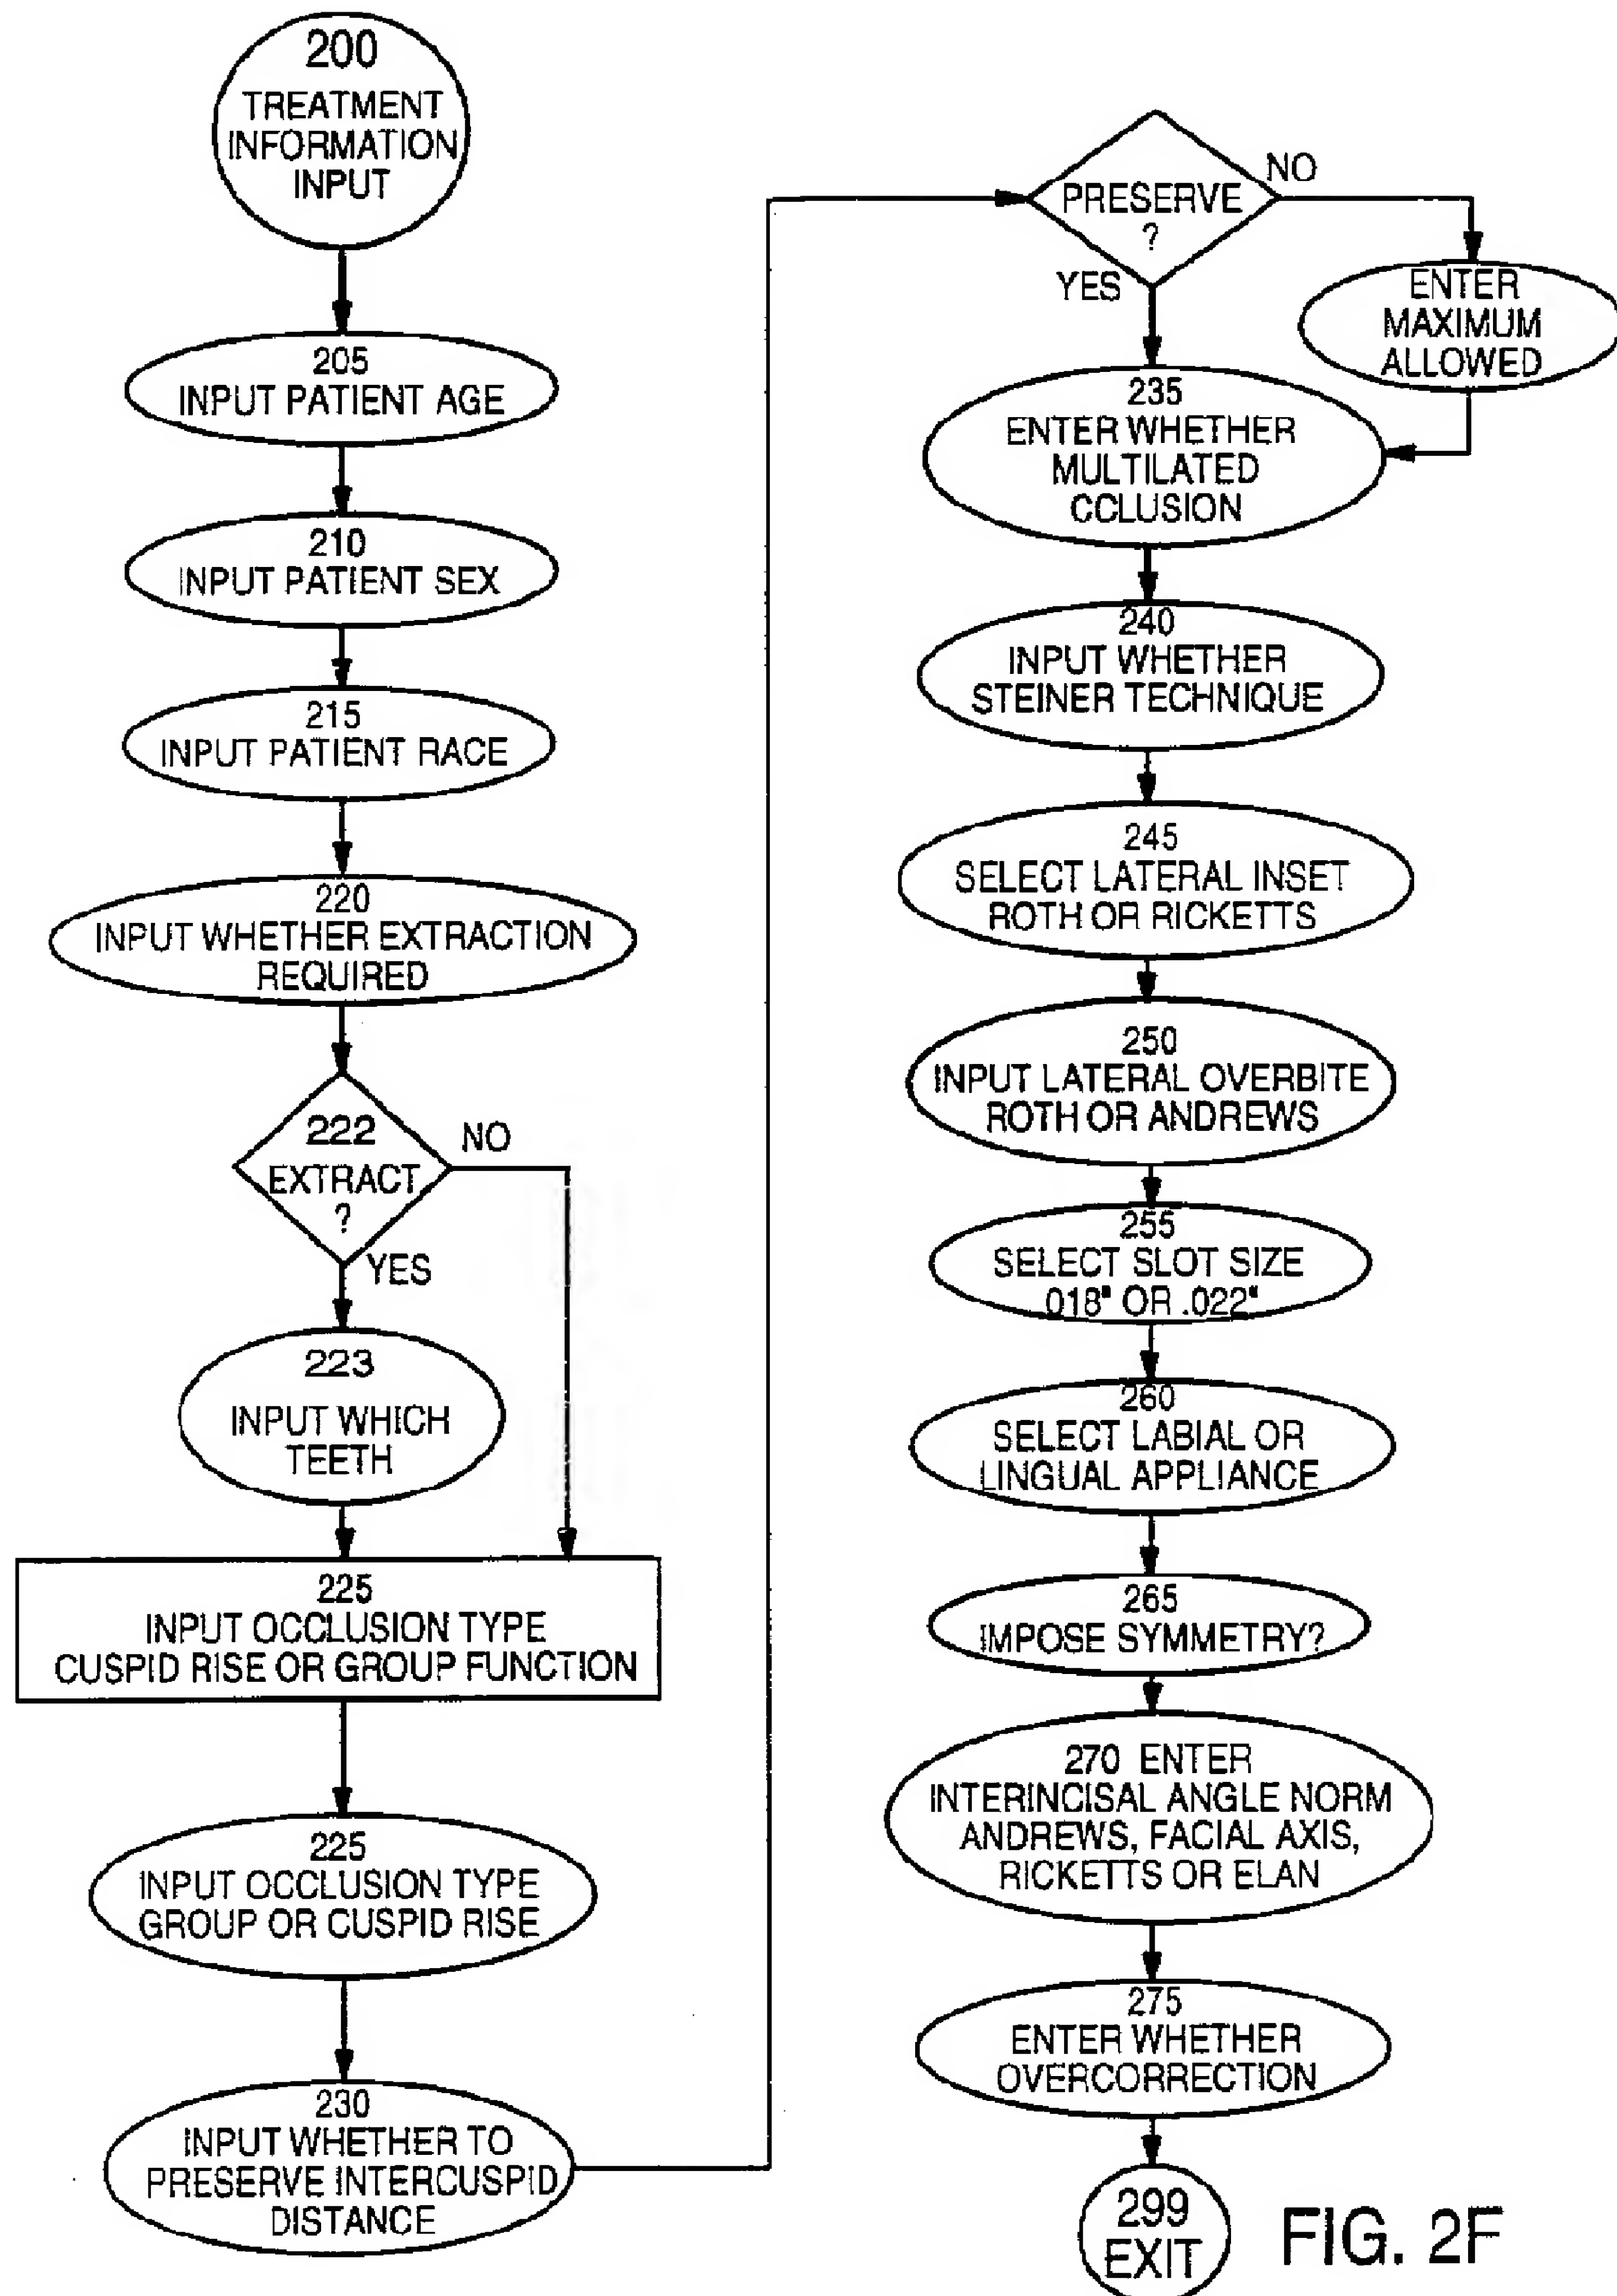 200
TREATMENT
INFORMATION
INPUT
205
INPUT PATIENT AGE
210
INPUT PATIENT SEX
215
INPUT PATIENT RACE
220
INPUT WHETHER EXTRACTION
REQUIRED
222
EXTRACT
?
NO
YES
223
INPUT WHICH
TEETH
225
INPUT OCCLUSION TYPE
CUSPID RISE OR GROUP FUNCTION
225
INPUT OCCLUSION TYPE
GROUP OR CUSPID RISE
230
INPUT WHETHER TO
PRESERVE INTERCUSPID
DISTANCE
PRESERVE
?
NO
YES
ENTER
MAXIMUM
ALLOWED
235
ENTER WHETHER
MULTILATED
CCLUSION
240
INPUT WHETHER
STEINER TECHNIQUE
245
SELECT LATERAL INSET
ROTH OR RICKETTS
250
INPUT LATERAL OVERBITE
ROTH OR ANDREWS
255
SELECT SLOT SIZE
.018" OR .022"
260
SELECT LABIAL OR
LINGUAL APPLIANCE
265
IMPOSE SYMMETRY?
270 ENTER
INTERINCISAL ANGLE NORM
ANDREWS, FACIAL AXIS,
RICKETTS OR ELAN
275
ENTER WHETHER
OVERCORRECTION
299
EXIT
FIG. 2F